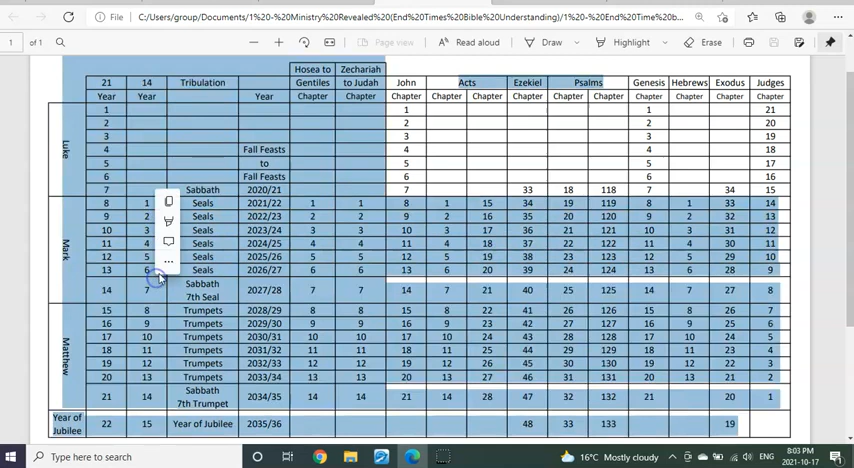 File C:/Users/group/Documents/1%20-%20Ministry%20Revealed%20(End%20Times%20Bible%20Understanding)/1%20-%20End%20Time%20b...
1 of 1 Page view Read aloud Draw Highlight Erase
Hosea to Zechariah
21 14 Tribulation Gentiles to Judah John Acts Ezekiel Psalms Genesis Hebrews Exodus Judges
Year Year Year Chapter Chapter Chapter Chapter Chapter Chapter Chapter Chapter Chapter Chapter Chapter Chapter
Luke
1 1 1 21
2 2 2 20
3 3 3 19
4 Fall Feasts 4 4 18
5 to 5 5 17
6 Fall Feasts 6 6 16
7 Sabbath 2020/21 7 33 18 118 7 34 15
Mark
8 1 Seals 2021/22 1 1 8 1 15 34 19 119 8 1 33 14
9 2 Seals 2022/23 2 2 9 2 16 35 20 120 9 2 32 13
10 3 Seals 2023/24 3 3 10 3 17 36 21 121 10 3 31 12
11 4 Seals 2024/25 4 4 11 4 18 37 22 122 11 4 30 11
12 5 Seals 2025/26 5 5 12 5 19 38 23 123 12 5 29 10
13 6 Seals 2026/27 6 6 13 6 20 39 24 124 13 6 28 9
14 7 Sabbath 2027/28 7 7 14 7 21 40 25 125 14 7 27 8
7th Seal
Matthew
15 8 Trumpets 2028/29 8 8 15 8 22 41 26 126 15 8 26 7
16 9 Trumpets 2029/30 9 9 16 9 23 42 27 127 16 9 25 6
17 10 Trumpets 2030/31 10 10 17 10 24 43 28 128 17 10 24 5
18 11 Trumpets 2031/32 11 11 18 11 25 44 29 129 18 11 23 4
19 12 Trumpets 2032/33 12 12 19 12 26 45 30 130 19 12 22 3
20 13 Trumpets 2033/34 13 13 20 13 27 46 31 131 20 13 21 2
21 14 Sabbath 2034/35 14 14 21 14 28 47 32 132 21 20 1
7th Trumpet
Year of
Jubilee
22 15 Year of Jubilee 2035/36 48 33 133 19
Type here to search 16°C Mostly cloudy ENG 8:03 PM
2021-10-17